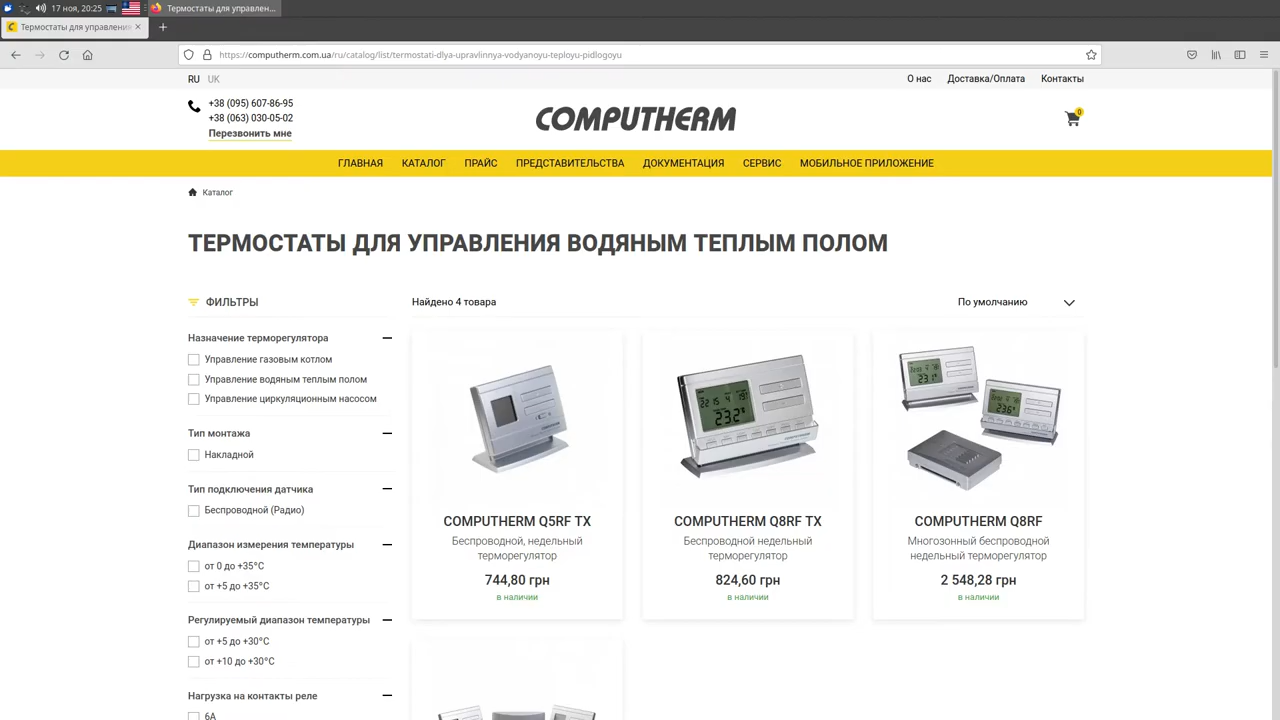 17 ноя, 20:25
Термостаты для управлен...
Термостаты для управления
https://computherm.com.ua/ru/catalog/list/termostati-dlya-upravlinnya-vodyanoyu-teployu-pidlogoyu
RU UK
О нас Доставка/Оплата Контакты
+38 (095) 607-86-95
+38 (063) 030-05-02
Перезвонить мне
COMPUTHERM
0
ГЛАВНАЯ КАТАЛОГ ПРАЙС ПРЕДСТАВИТЕЛЬСТВА ДОКУМЕНТАЦИЯ СЕРВИС МОБИЛЬНОЕ ПРИЛОЖЕНИЕ
Каталог
ТЕРМОСТАТЫ ДЛЯ УПРАВЛЕНИЯ ВОДЯНЫМ ТЕПЛЫМ ПОЛОМ
ФИЛЬТРЫ
Назначение терморегулятора
Управление газовым котлом
Управление водяным теплым полом
Управление циркуляционным насосом
Тип монтажа
Накладной
Тип подключения датчика
Беспроводной (Радио)
Диапазон измерения температуры
от 0 до +35°C
от +5 до +35°C
Регулируемый диапазон температуры
от +5 до +30°C
от +10 до +30°C
Нагрузка на контакты реле
6А
Найдено 4 товара
По умолчанию
COMPUTHERM Q5RF TX
Беспроводной, недельный
терморегулятор
744,80 грн
в наличии
COMPUTHERM Q8RF TX
Беспроводной недельный
терморегулятор
824,60 грн
в наличии
COMPUTHERM Q8RF
Многозонный беспроводной
недельный терморегулятор
2 548,28 грн
в наличии